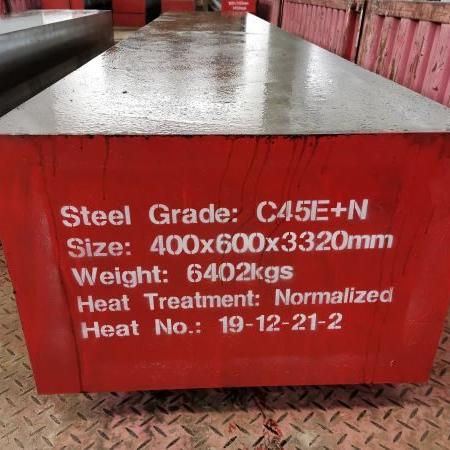 Steel Grade: C45E+N
Size: 400x600x3320mm
Weight: 6402kgs
Heat Treatment: Normalized
Heat No.: 19-12-21-2